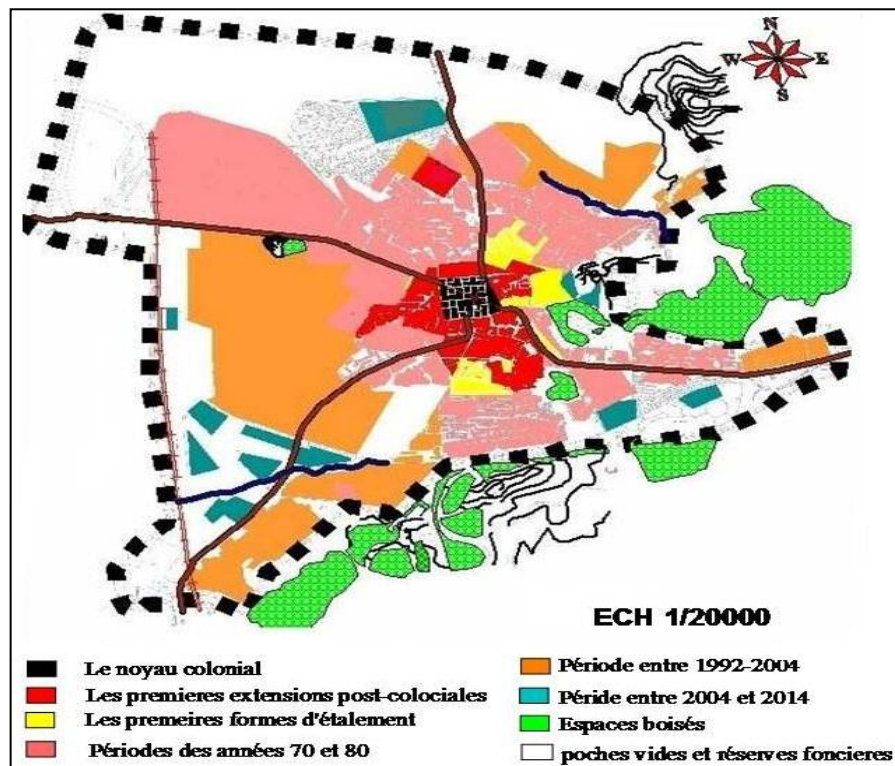 N
W E
S
ECH 1/20000
Le noyau colonial
Les premieres extensions post-colociales
Les premeires formes d'étalement
Périodes des années 70 et 80
Période entre 1992-2004
Péride entre 2004 et 2014
Espaces boisés
poches vides et réserves foncieres